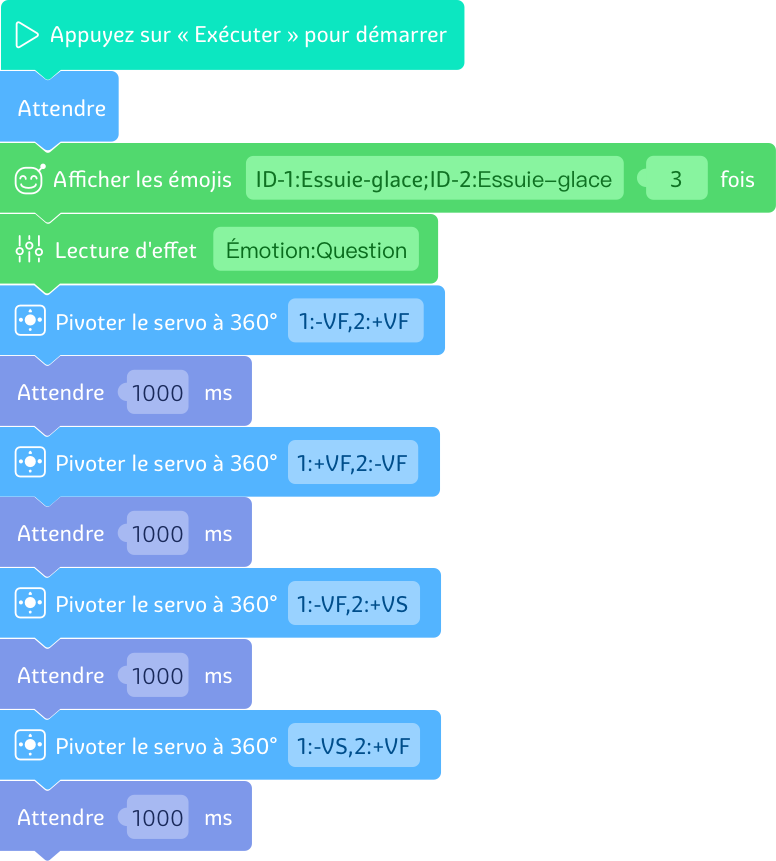 Appuyez sur « Exécuter » pour démarrer
Attendre
Afficher les émojis ID-1:Essuie-glace;ID-2:Essuie-glace 3 fois
Lecture d'effet Émotion:Question
Pivoter le servo à 360° 1:-VF,2:+VF
Attendre 1000 ms
Pivoter le servo à 360° 1:+VF,2:-VF
Attendre 1000 ms
Pivoter le servo à 360° 1:-VF,2:+VS
Attendre 1000 ms
Pivoter le servo à 360° 1:-VS,2:+VF
Attendre 1000 ms